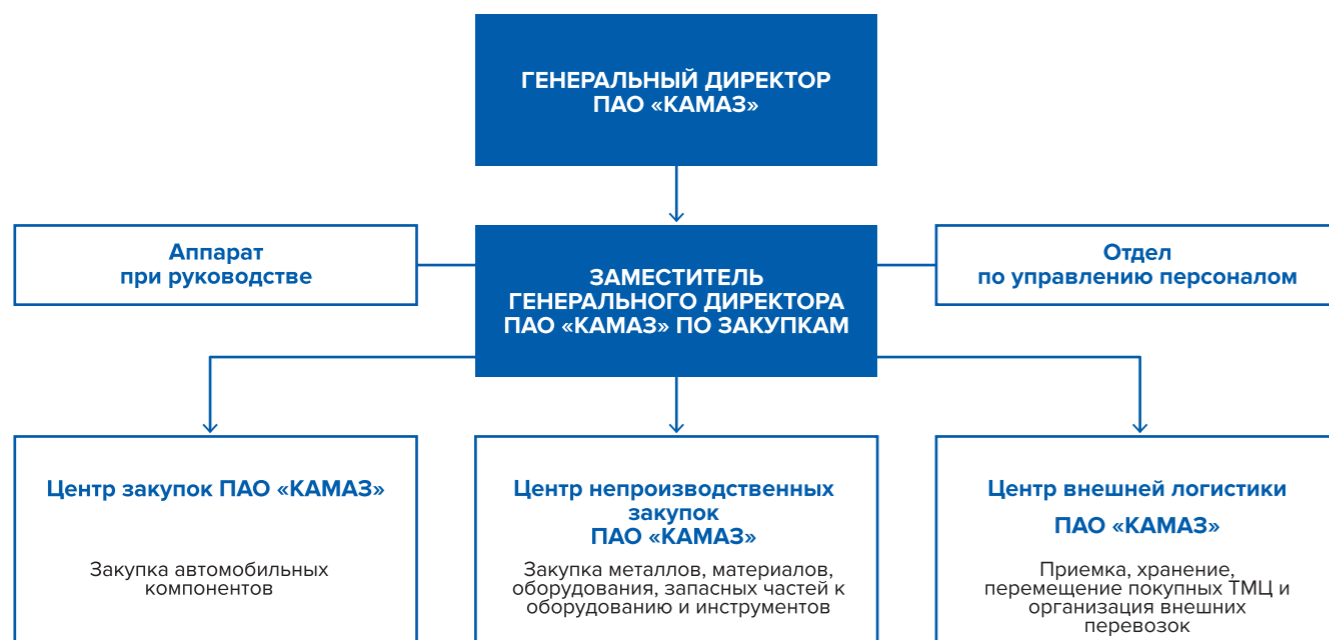 ГЕНЕРАЛЬНЫЙ ДИРЕКТОР
ПАО «КАМАЗ»
Аппарат
при руководстве
ЗАМЕСТИТЕЛЬ
ГЕНЕРАЛЬНОГО ДИРЕКТОРА
ПАО «КАМАЗ» ПО ЗАКУПКАМ
Отдел
по управлению персоналом
Центр закупок ПАО «КАМАЗ»
Закупка автомобильных
компонентов
Центр непроизводственных
закупок
ПАО «КАМАЗ»
Закупка металлов, материалов,
оборудования, запасных частей к
оборудованию и инструментов
Центр внешней логистики
ПАО «КАМАЗ»
Приемка, хранение,
перемещение покупных ТМЦ и
организация внешних
перевозок